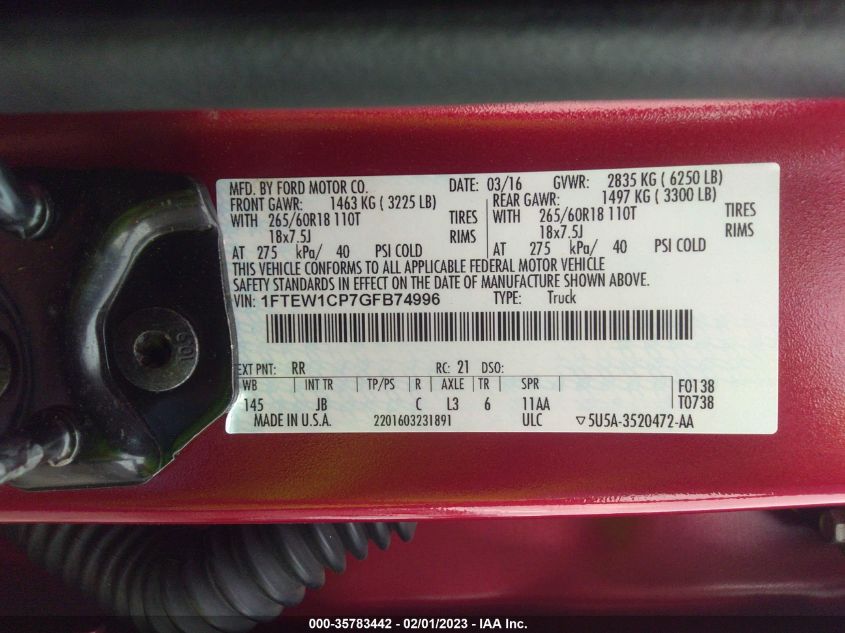 MFD. BY FORD MOTOR CO. DATE: 03/16 GVWR: 2835 KG ( 6250 LB)
FRONT GAWR: 1463 KG ( 3225 LB) REAR GAWR: 1497 KG ( 3300 LB)
WITH 265/60R18 110T TIRES WITH 265/60R18 110T TIRES
18x7.5J RIMS 18x7.5J RIMS
AT 275 kPa/ 40 PSI COLD AT 275 kPa/ 40 PSI COLD
THIS VEHICLE CONFORMS TO ALL APPLICABLE FEDERAL MOTOR VEHICLE
SAFETY STANDARDS IN EFFECT ON THE DATE OF MANUFACTURE SHOWN ABOVE.
VIN: 1FTEW1CP7GFB74996 TYPE: Truck
EXT PNT: RR RC: 21 DSO:
WB INT TR TP/PS R AXLE TR SPR F0138
145 JB C L3 6 11AA T0738
MADE IN U.S.A. 2201603231891 ULC ▽5U5A-3520472-AA
109
000-35783442 - 02/01/2023 - IAA Inc.